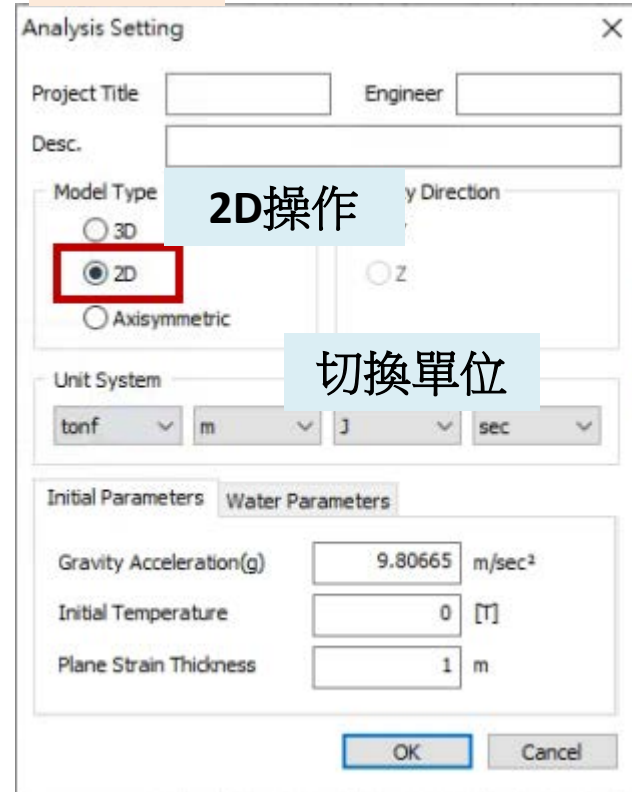 Analysis Setting
Project Title
Engineer
Desc.
Model Type
y Direction
2D操作
3D
2D
Z
Axisymmetric
切換單位
Unit System
tonf m J sec
Initial Parameters Water Parameters
Gravity Acceleration(g) 9.80665 m/sec²
Initial Temperature 0 [T]
Plane Strain Thickness 1 m
OK Cancel